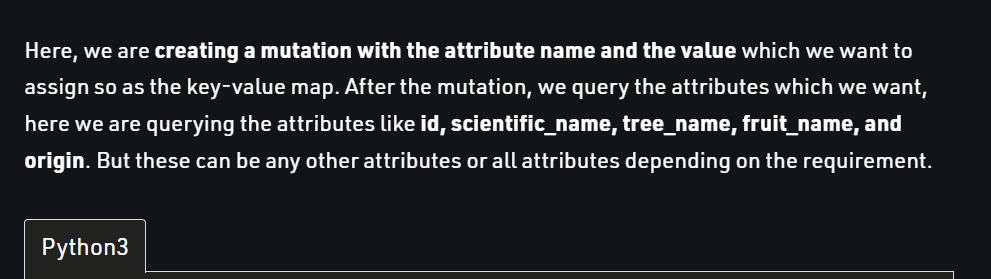 Here, we are creating a mutation with the attribute name and the value which we want to
assign so as the key-value map. After the mutation, we query the attributes which we want,
here we are querying the attributes like id, scientific_name, tree_name, fruit_name, and
origin. But these can be any other attributes or all attributes depending on the requirement.
Python3